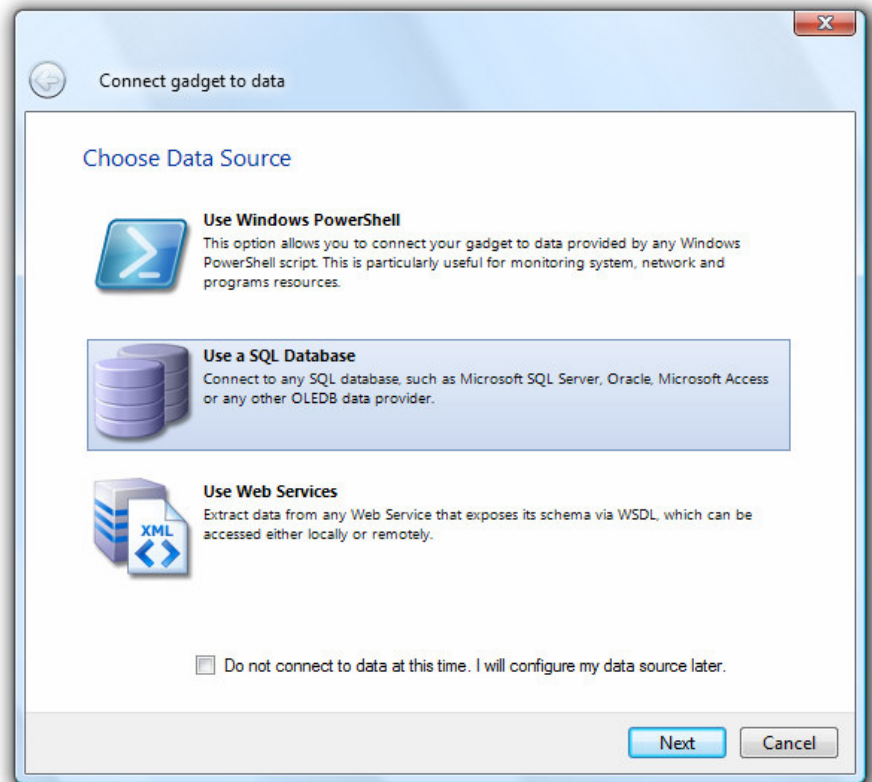 X
Connect gadget to data
Choose Data Source
Use Windows PowerShell
This option allows you to connect your gadget to data provided by any Windows
PowerShell script. This is particularly useful for monitoring system, network and
programs resources.
Use a SQL Database
Connect to any SQL database, such as Microsoft SQL Server, Oracle, Microsoft Access
or any other OLEDB data provider.
Use Web Services
Extract data from any Web Service that exposes its schema via WSDL, which can be
accessed either locally or remotely.
XML
Do not connect to data at this time. I will configure my data source later.
Next Cancel